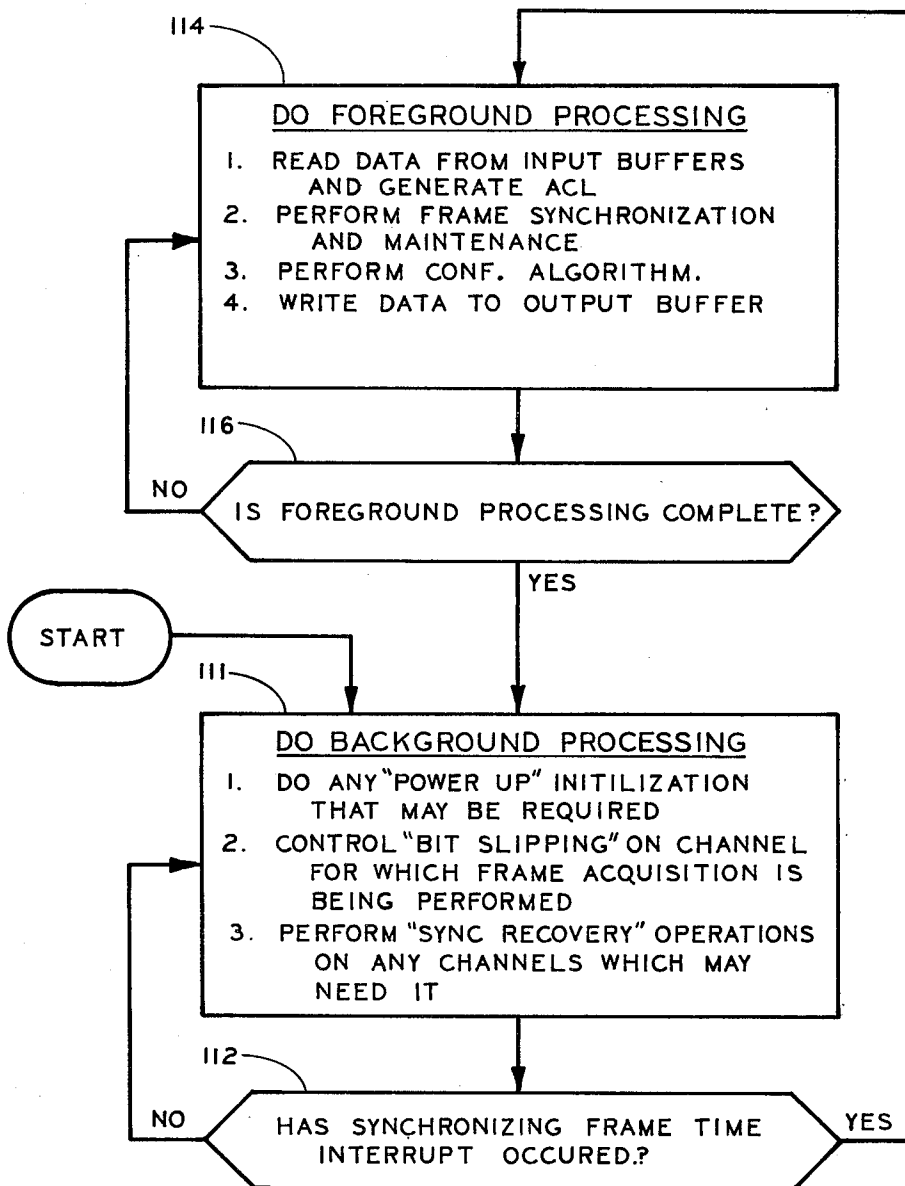 114
DO FOREGROUND PROCESSING
1. READ DATA FROM INPUT BUFFERS
AND GENERATE ACL
2. PERFORM FRAME SYNCHRONIZATION
AND MAINTENANCE
3. PERFORM CONF. ALGORITHM.
4. WRITE DATA TO OUTPUT BUFFER
116
NO
IS FOREGROUND PROCESSING COMPLETE?
YES
START
111
DO BACKGROUND PROCESSING
1. DO ANY "POWER UP" INITILIZATION
THAT MAY BE REQUIRED
2. CONTROL "BIT SLIPPING" ON CHANNEL
FOR WHICH FRAME ACQUISITION IS
BEING PERFORMED
3. PERFORM "SYNC RECOVERY" OPERATIONS
ON ANY CHANNELS WHICH MAY
NEED IT
112
NO
HAS SYNCHRONIZING FRAME TIME
INTERRUPT OCCURED.?
YES